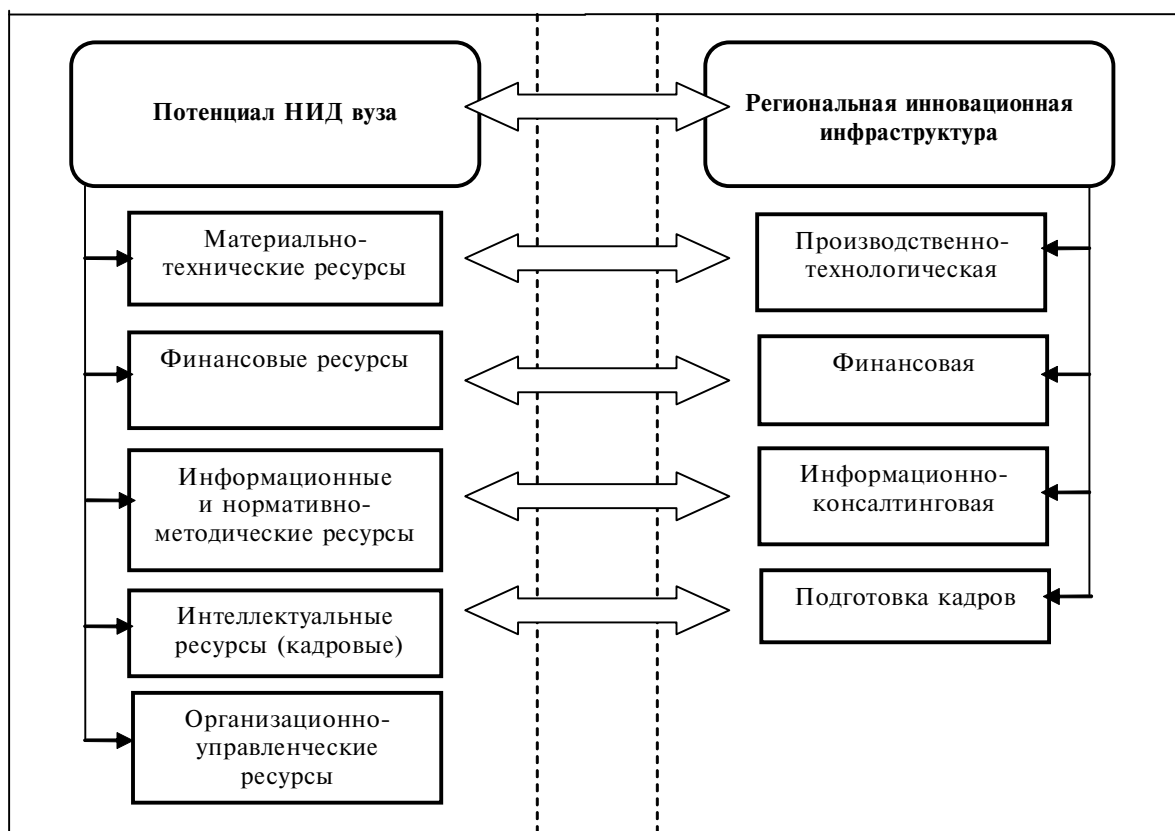 Потенциал НИД вуза
Региональная инновационная
инфраструктура
Материально-
технические ресурсы
Производственно-
технологическая
Финансовые ресурсы
Финансовая
Информационные
и нормативно-
методические ресурсы
Информационно-
консалтинговая
Интеллектуальные
ресурсы (кадровые)
Подготовка кадров
Организационно-
управленческие
ресурсы